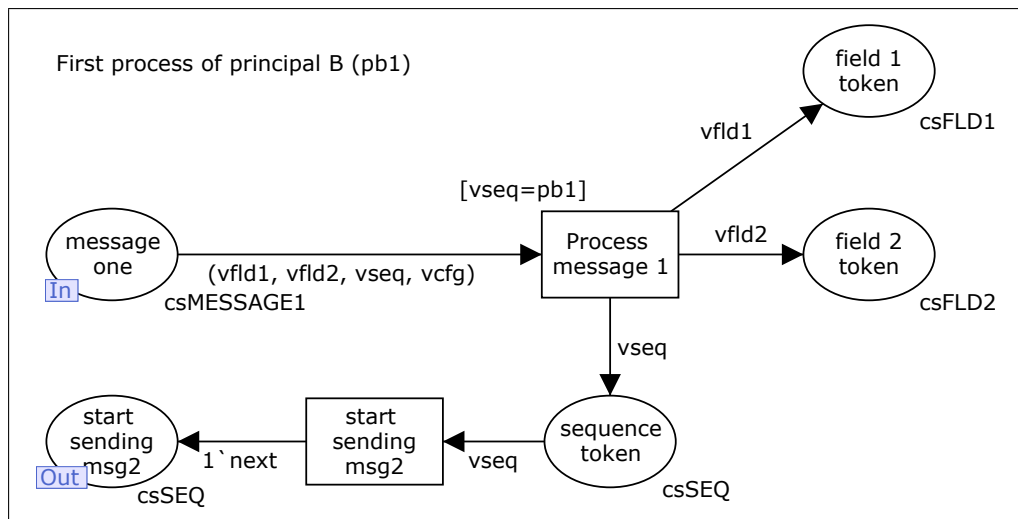 First process of principal B (pb1)
field 1
token
csFLD1
vfld1
[vseq=pb1]
message
one
In
csMESSAGE1
(vfld1, vfld2, vseq, vcfg)
Process
message 1
vfld2
field 2
token
csFLD2
vseq
start
sending
msg2
Out
csSEQ
1`next
start
sending
msg2
vseq
sequence
token
csSEQ